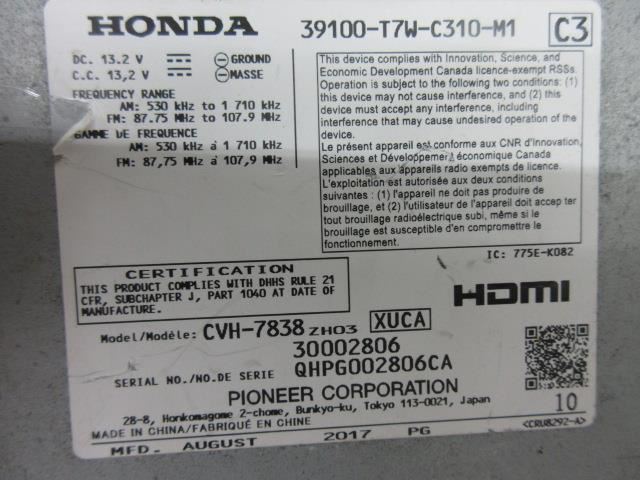 HONDA 39100-T7W-C310-M1 C3
DC. 13.2 V GROUND
C.C. 13,2 V MASSE
FREQUENCY RANGE
AM: 530 kHz to 1 710 kHz
FM: 87.75 MHz to 107.9 MHz
GAMME DE FREQUENCE
AM: 530 kHz à 1 710 kHz
FM: 87,75 MHz à 107,9 MHz
This device complies with Innovation, Science, and
Economic Development Canada licence-exempt RSSs.
Operation is subject to the following two conditions: (1)
this device may not cause interference, and (2) this
device must accept any interference, including
interference that may cause undesired operation of the
device.
Le présent appareil est conforme aux CNR d'Innovation,
Sciences et Développement économique Canada
applicables aux appareils radio exempts de licence.
L'exploitation est autorisée aux deux conditions
suivantes : (1) l'appareil ne doit pas produire de
brouillage, et (2) l'utilisateur de l'appareil doit accepter
tout brouillage radioélectrique subi, même si le
brouillage est susceptible d'en compromettre le
fonctionnement.
IC: 775E-K082
CERTIFICATION
THIS PRODUCT COMPLIES WITH DHHS RULE 21
CFR, SUBCHAPTER J, PART 1040 AT DATE OF
MANUFACTURE.
HDMI
Model/Modèle: CVH-7838 ZH03 XUCA
30002806
SERIAL NO./NO.DE SERIE QHPG002806CA
PIONEER CORPORATION
28-8, Honkomagome 2-chome, Bunkyo-ku, Tokyo 113-0021, Japan
MADE IN CHINA/FABRIQUÉ EN CHINE
MFD. AUGUST 2017 PG
10
<CRW8292-A>